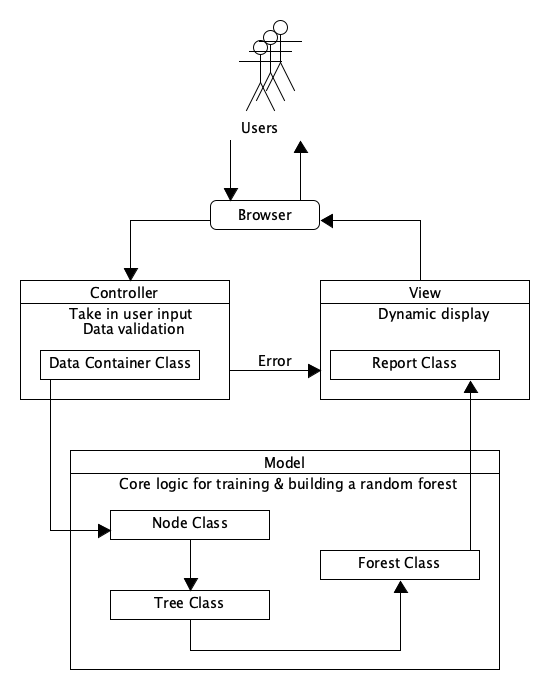 Users
Browser
Controller
Take in user input
Data validation
Data Container Class
Error
View
Dynamic display
Report Class
Model
Core logic for training & building a random forest
Node Class
Tree Class
Forest Class